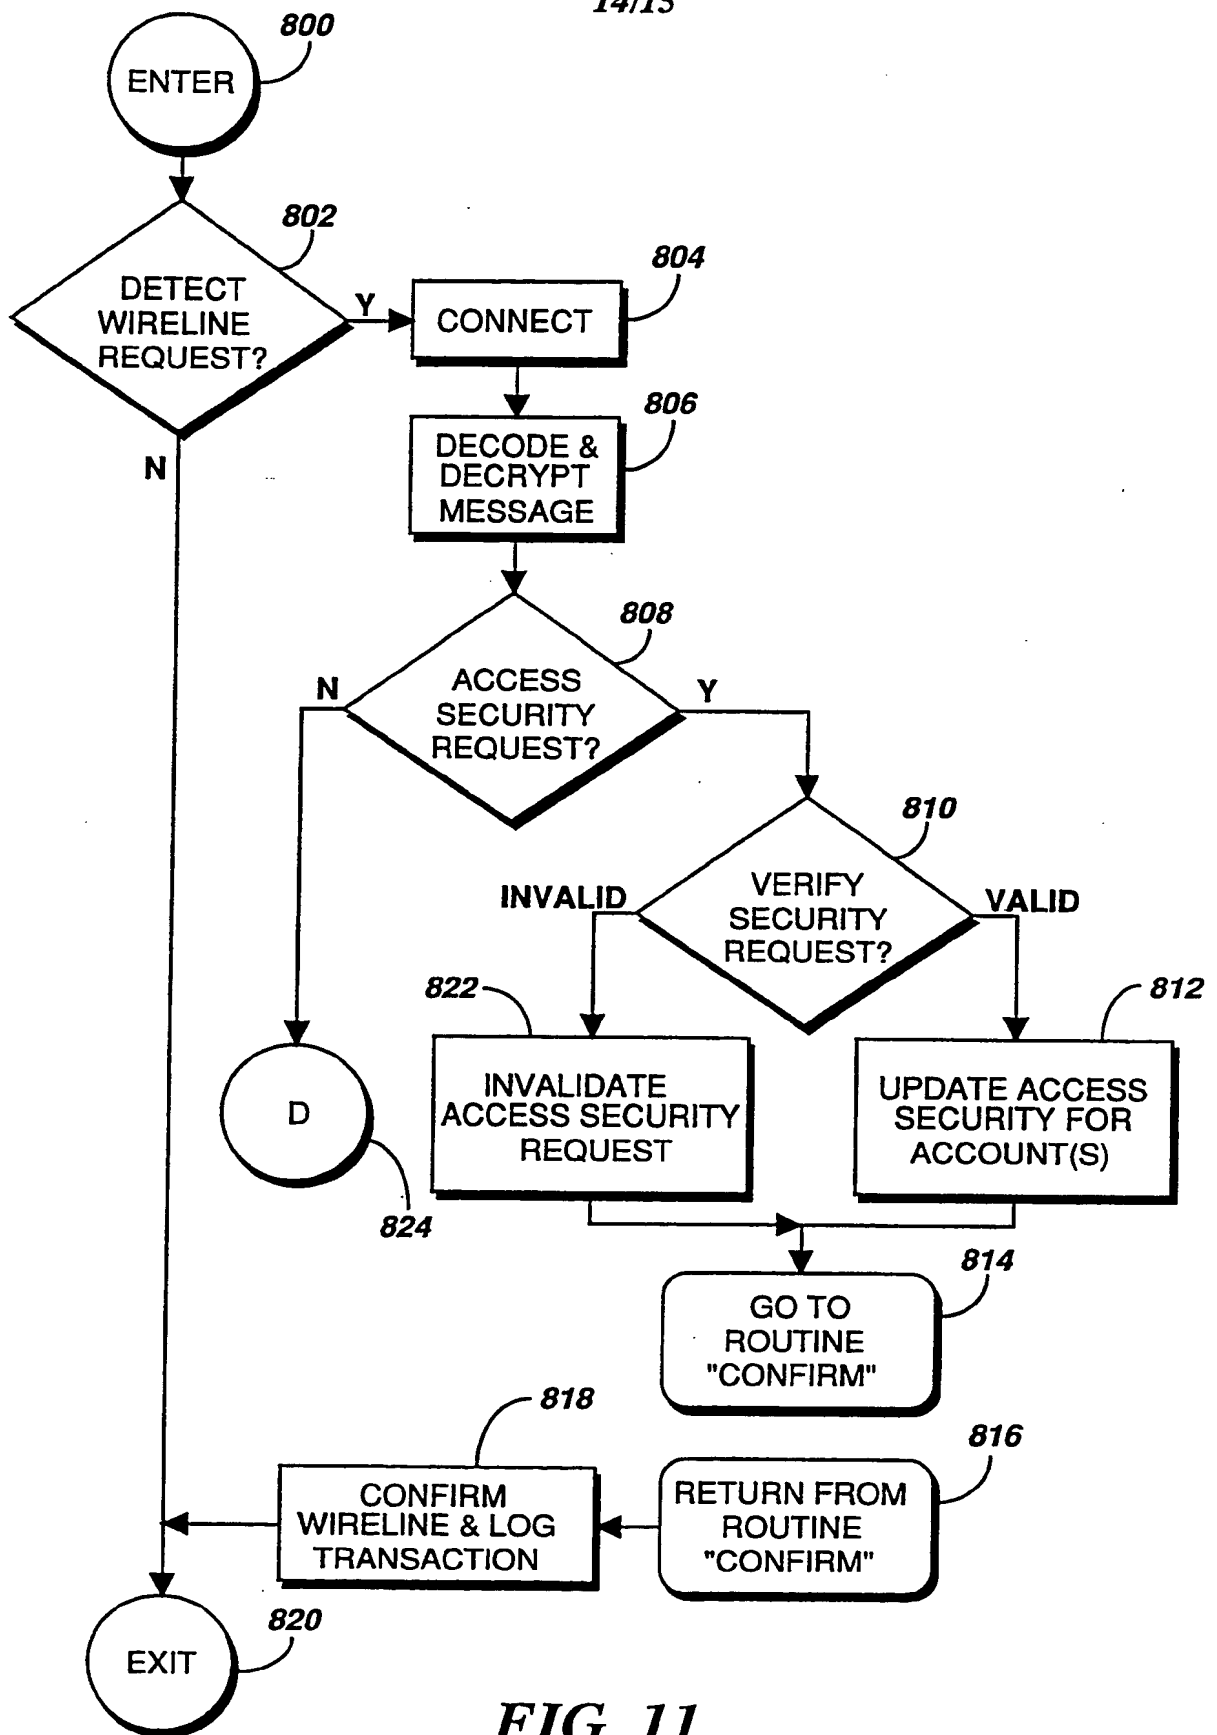 14/15
800
ENTER
802
DETECT
WIRELINE
REQUEST?
Y
N
804
CONNECT
806
DECODE &
DECRYPT
MESSAGE
808
ACCESS
SECURITY
REQUEST?
N
Y
810
VERIFY
SECURITY
REQUEST?
INVALID
VALID
822
INVALIDATE
ACCESS SECURITY
REQUEST
812
UPDATE ACCESS
SECURITY FOR
ACCOUNT(S)
D
824
814
GO TO
ROUTINE
"CONFIRM"
816
RETURN FROM
ROUTINE
"CONFIRM"
818
CONFIRM
WIRELINE & LOG
TRANSACTION
820
EXIT
FIG. 11